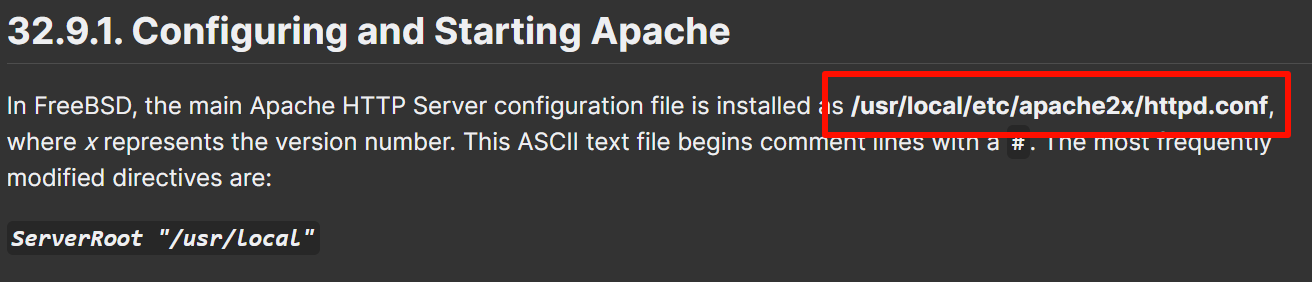 32.9.1. Configuring and Starting Apache
In FreeBSD, the main Apache HTTP Server configuration file is installed as /usr/local/etc/apache2x/httpd.conf,
where x represents the version number. This ASCII text file begins comment lines with a #. The most frequently
modified directives are:
ServerRoot "/usr/local"